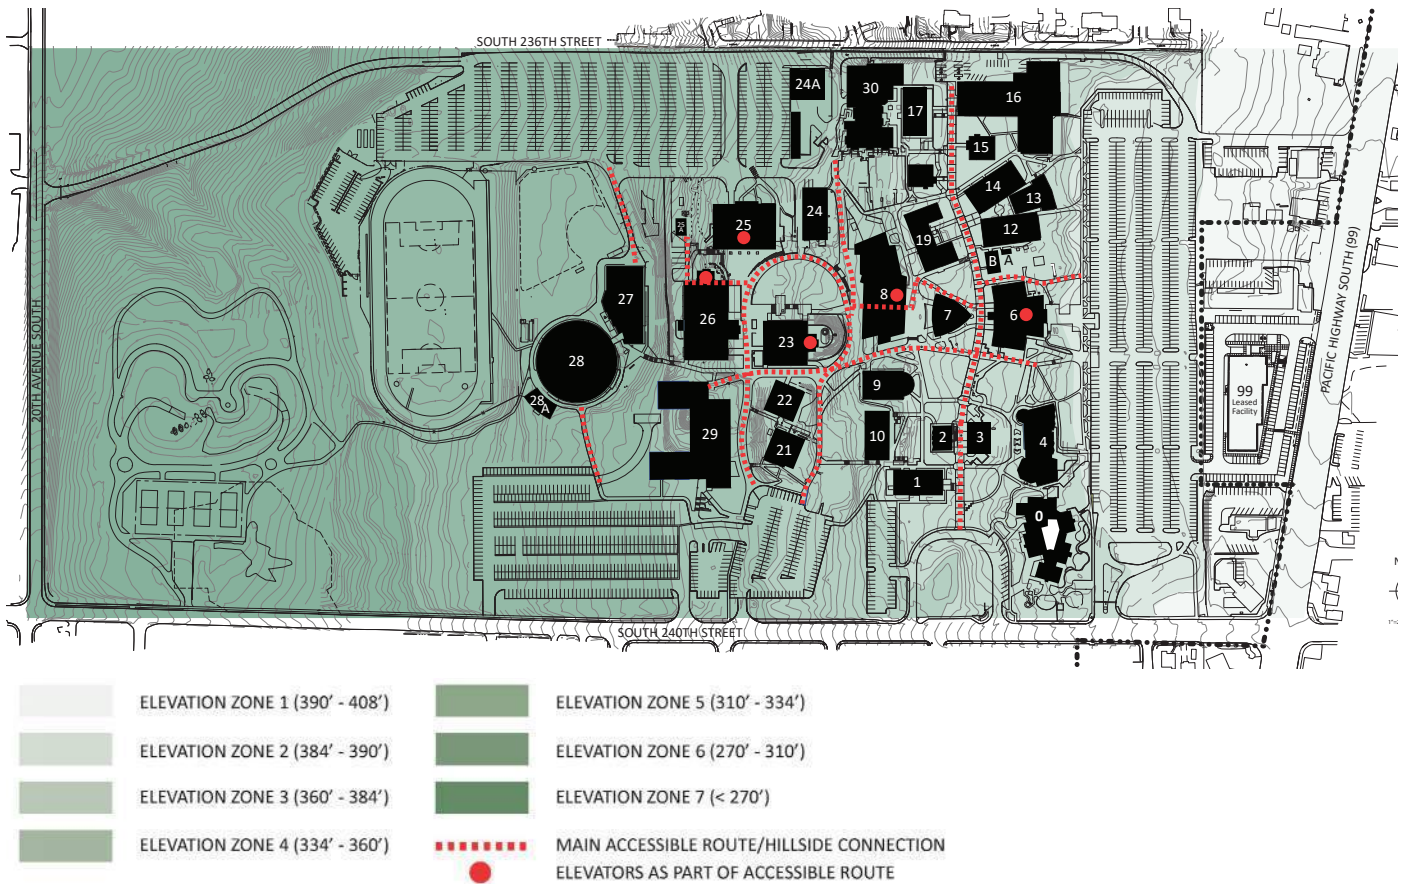 SOUTH 236TH STREET
24A
30
17
16
15
14
13
12
B A
19
24
25
8
7
6
27
26
23
28
28
A
9
22
29
21
10
2
3
4
1
0
99
Leased
Facility
20TH AVENUE SOUTH
PACIFIC HIGHWAY SOUTH (99)
SOUTH 240TH STREET
ELEVATION ZONE 1 (390' - 408')
ELEVATION ZONE 2 (384' - 390')
ELEVATION ZONE 3 (360' - 384')
ELEVATION ZONE 4 (334' - 360')
ELEVATION ZONE 5 (310' - 334')
ELEVATION ZONE 6 (270' - 310')
ELEVATION ZONE 7 (< 270')
MAIN ACCESSIBLE ROUTE/HILLSIDE CONNECTION
ELEVATORS AS PART OF ACCESSIBLE ROUTE